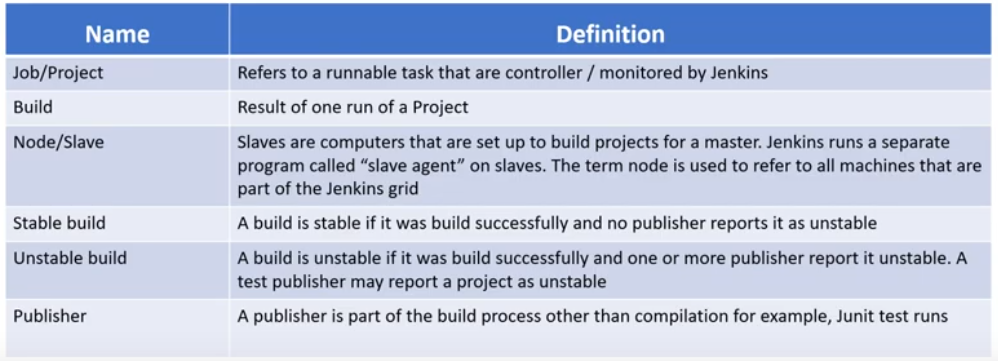 Name Definition
Job/Project Refers to a runnable task that are controller / monitored by Jenkins
Build Result of one run of a Project
Node/Slave Slaves are computers that are set up to build projects for a master. Jenkins runs a separate
program called “slave agent” on slaves. The term node is used to refer to all machines that are
part of the Jenkins grid
Stable build A build is stable if it was build successfully and no publisher reports it as unstable
Unstable build A build is unstable if it was build successfully and one or more publisher report it unstable. A
test publisher may report a project as unstable
Publisher A publisher is part of the build process other than compilation for example, Junit test runs